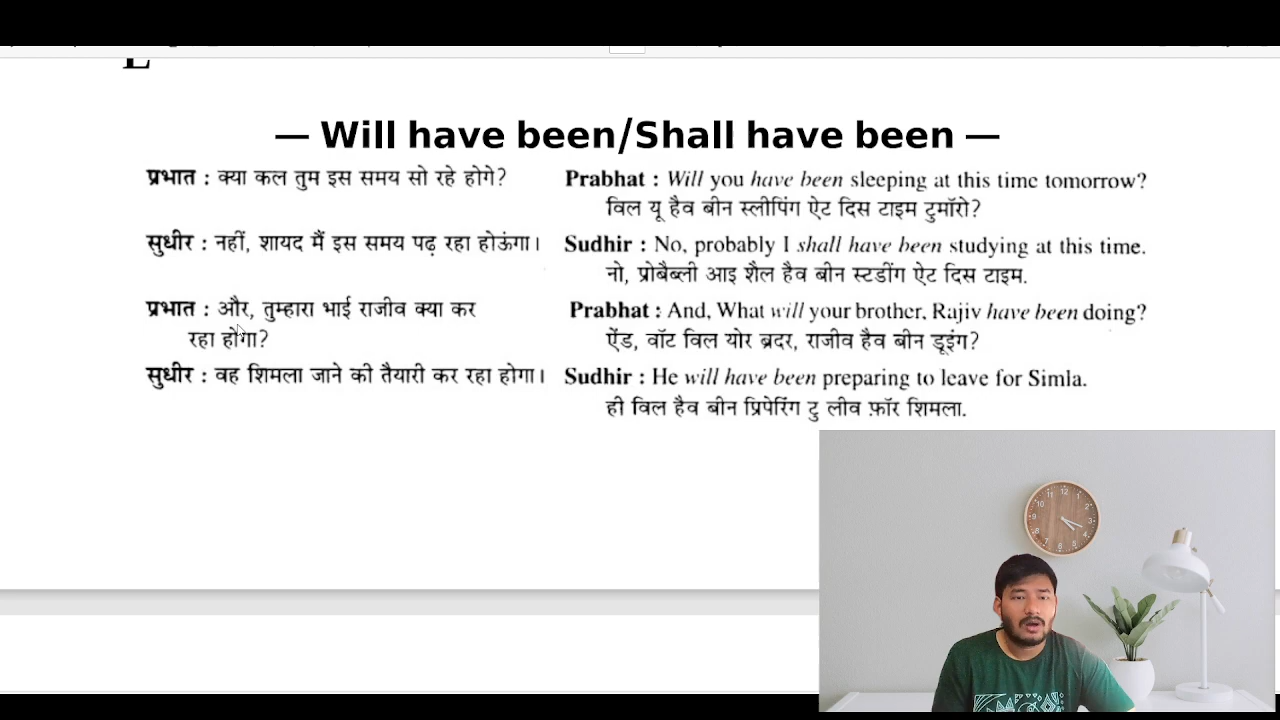 — Will have been/Shall have been —
प्रभात : क्या कल तुम इस समय सो रहे होगे?
Prabhat : Will you have been sleeping at this time tomorrow?
विल यू हैव बीन स्लीपिंग ऐट दिस टाइम टुमॉरो?
सुधीर : नहीं, शायद मैं इस समय पढ़ रहा होऊंगा।
Sudhir : No, probably I shall have been studying at this time.
नो, प्रोबैब्ली आइ शैल हैव बीन स्टडींग ऐट दिस टाइम.
प्रभात : और, तुम्हारा भाई राजीव क्या कर
रहा होगा?
Prabhat : And, What will your brother, Rajiv have been doing?
ऐंड, वॉट विल योर ब्रदर, राजीव हैव बीन डूइंग?
सुधीर : वह शिमला जाने की तैयारी कर रहा होगा।
Sudhir : He will have been preparing to leave for Simla.
ही विल हैव बीन प्रिपेरिंग टु लीव फ़ॉर शिमला.